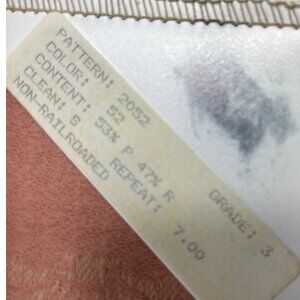 PATTERN: 2052
COLOR: 52
CONTENT: 53% P 47% R
CLEAN: S REPEAT: 7.00
NON-RAILROADED GRADE: 3